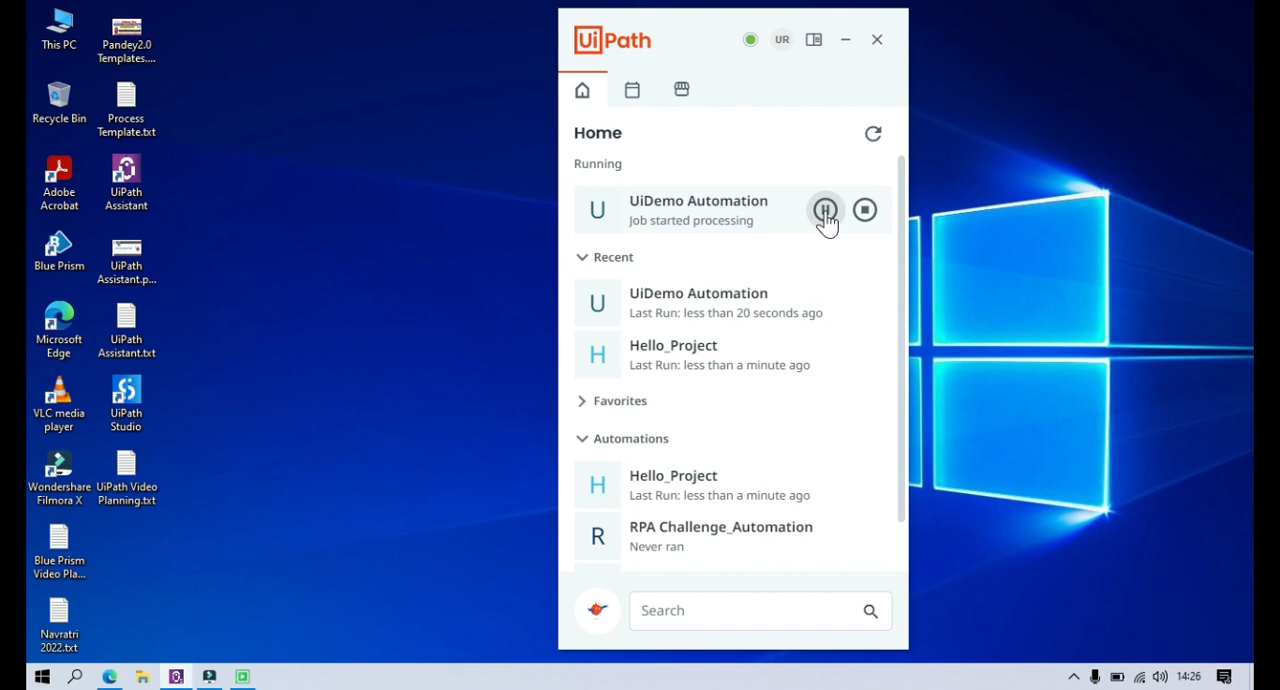 This PC
Pandey2.0
Templates....
Recycle Bin
Process
Template.txt
Adobe
Acrobat
UiPath
Assistant
Blue Prism
UiPath
Assistant.p...
Microsoft
Edge
UiPath
Assistant.txt
VLC media
player
UiPath
Studio
Wondershare
Filmora X
UiPath Video
Planning.txt
Blue Prism
Video Pla...
Navratri
2022.txt
UiPath
UR
Home
Running
U
UiDemo Automation
Job started processing
Recent
U
UiDemo Automation
Last Run: less than 20 seconds ago
H
Hello_Project
Last Run: less than a minute ago
Favorites
Automations
H
Hello_Project
Last Run: less than a minute ago
R
RPA Challenge_Automation
Never ran
Search
14:26